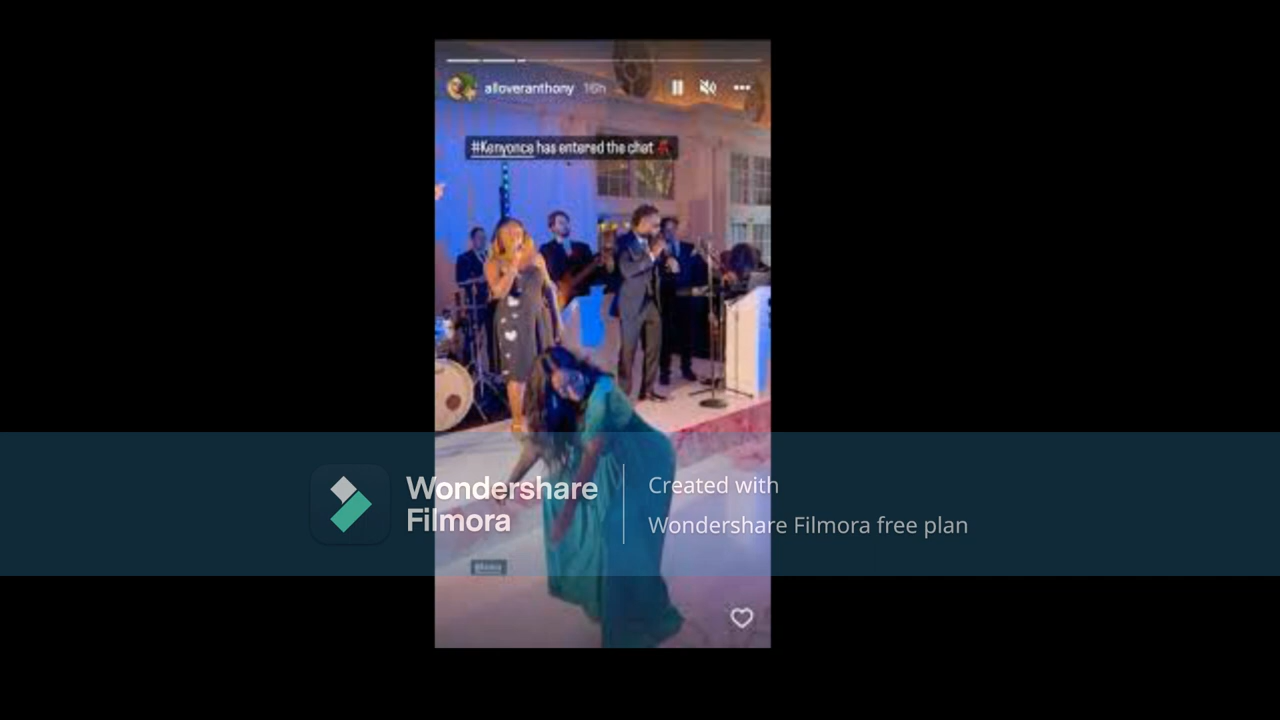 alloveranthony 16h
#Kenyonce has entered the chat
Wondershare
Filmora
Created with
Wondershare Filmora free plan